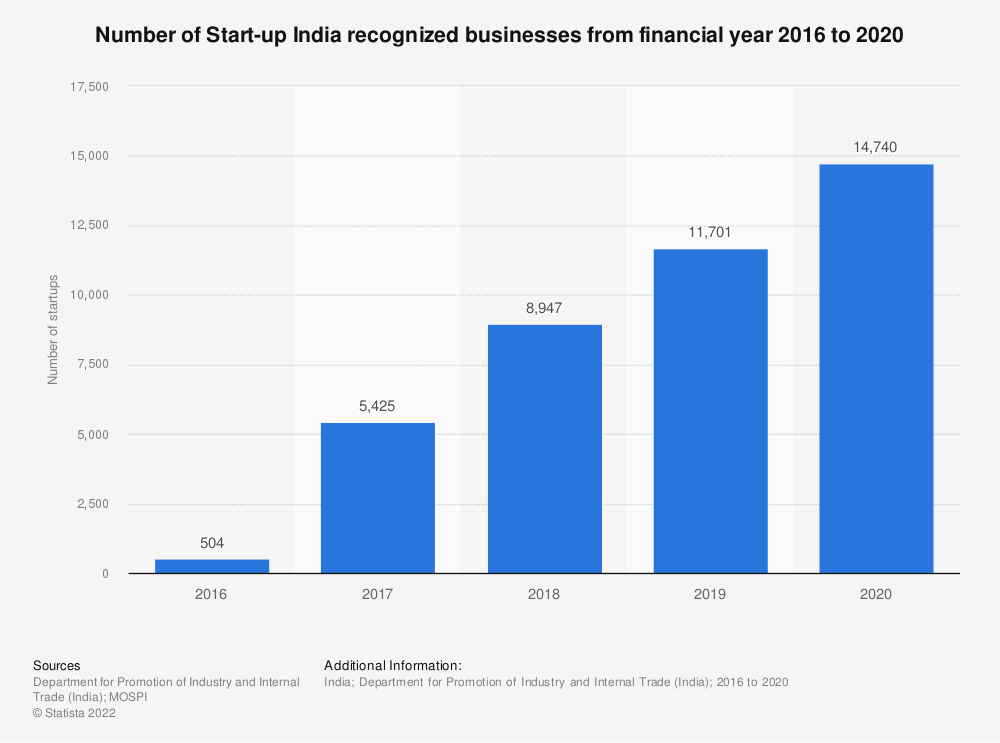 Number of Start-up India recognized businesses from financial year 2016 to 2020
17,500
15,000
12,500
10,000
7,500
5,000
2,500
0
Number of startups
504
5,425
8,947
11,701
14,740
2016
2017
2018
2019
2020
Sources
Department for Promotion of Industry and Internal
Trade (India); MOSPI
© Statista 2022
Additional Information:
India; Department for Promotion of Industry and Internal Trade (India); 2016 to 2020